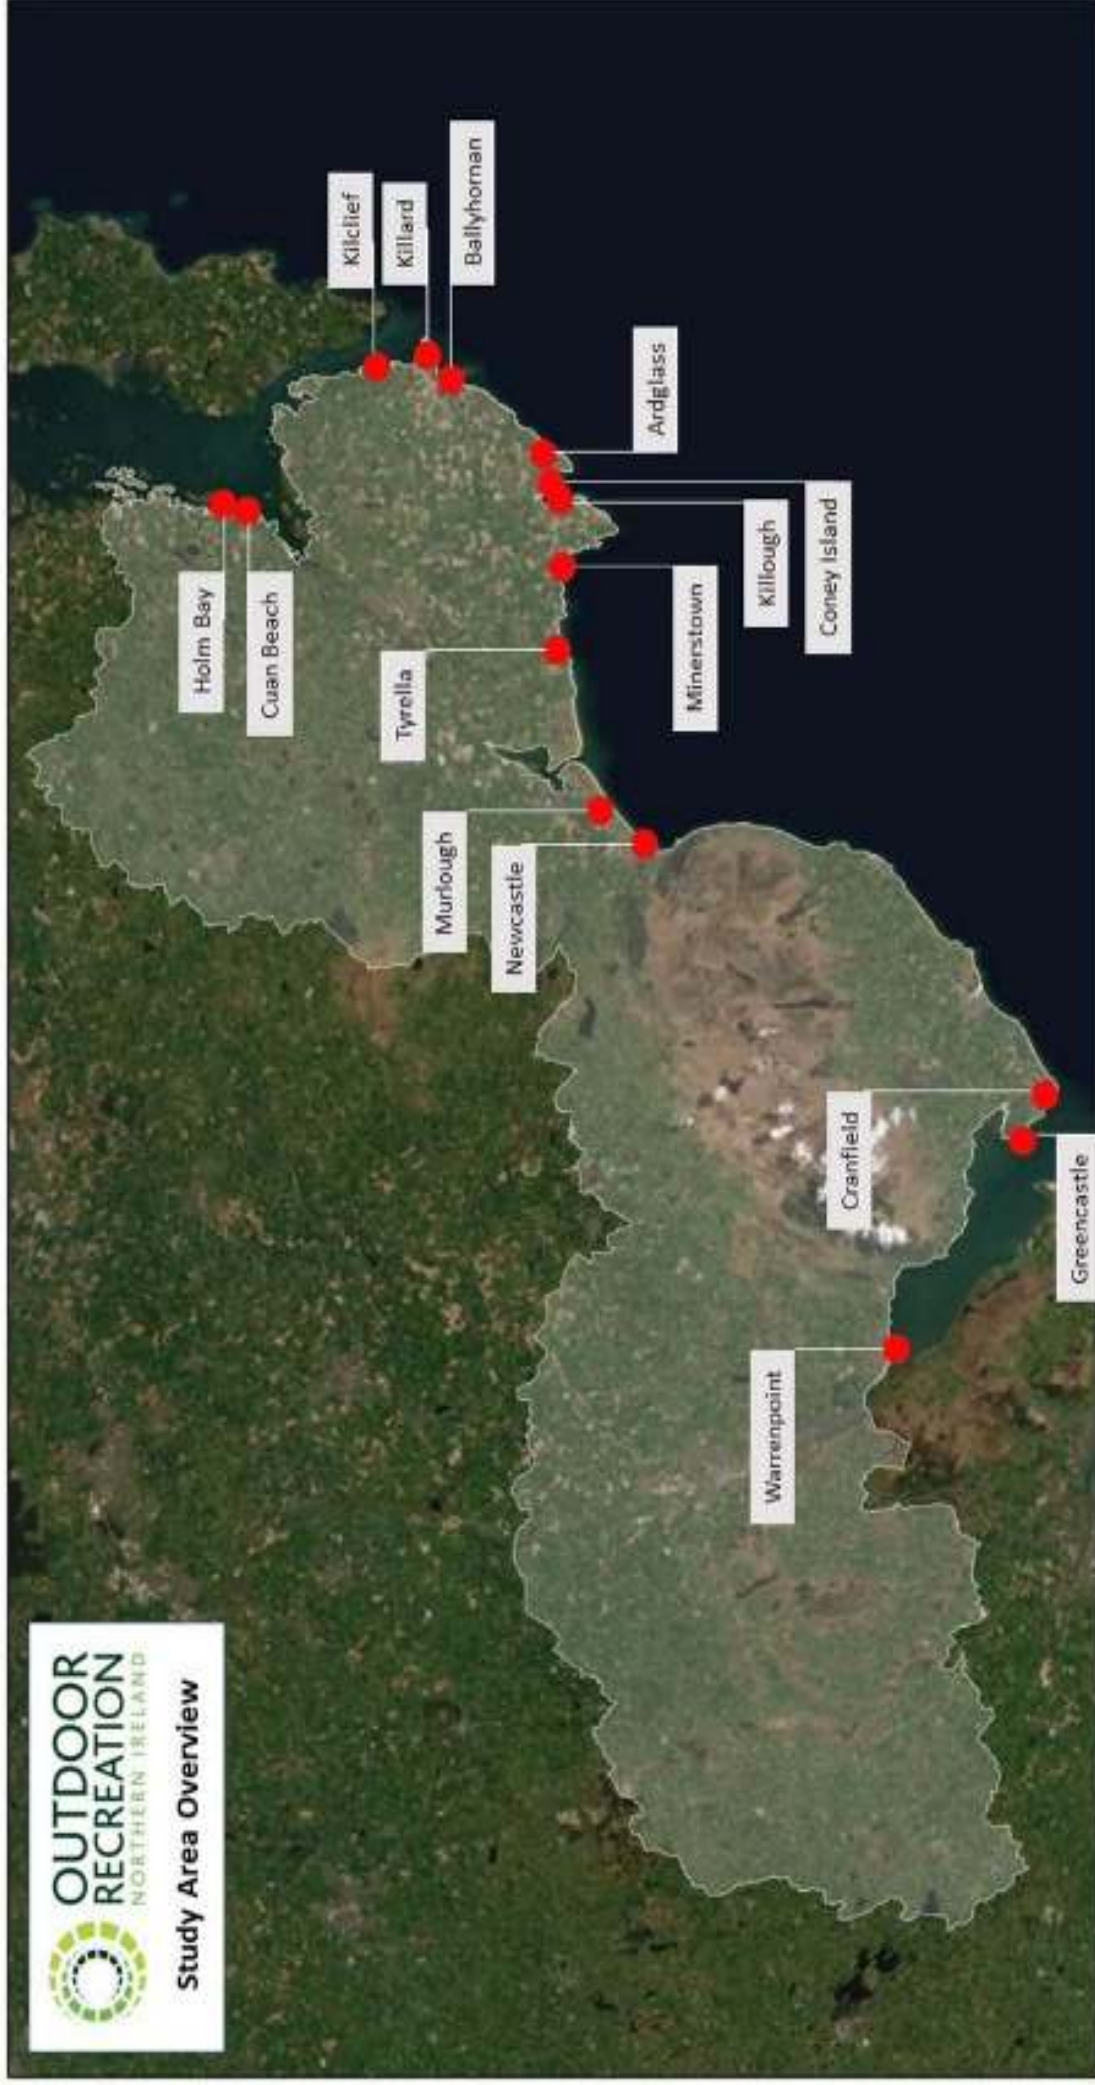 OUTDOOR
RECREATION
NORTHERN IRELAND
Study Area Overview
Holm Bay
Cuan Beach
Kilclief
Killard
Ballyhornan
Tyrella
Ardglass
Murlough
Newcastle
Minerstown
Killough
Coney Island
Warrenpoint
Cranfield
Greencastle